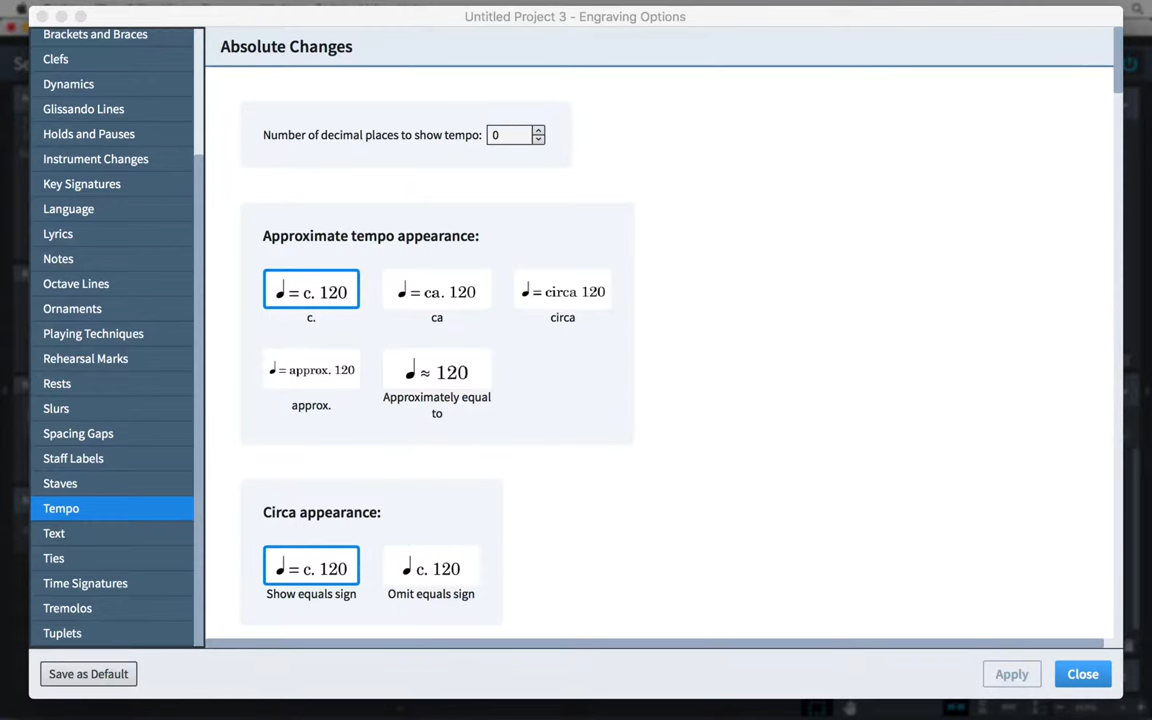 Untitled Project 3 - Engraving Options
Brackets and Braces
Clefs
Dynamics
Glissando Lines
Holds and Pauses
Instrument Changes
Key Signatures
Language
Lyrics
Notes
Octave Lines
Ornaments
Playing Techniques
Rehearsal Marks
Rests
Slurs
Spacing Gaps
Staff Labels
Staves
Tempo
Text
Ties
Time Signatures
Tremolos
Tuplets
Absolute Changes
Number of decimal places to show tempo: 0
Approximate tempo appearance:
♩ = c. 120 ♩ = ca. 120 ♩ = circa 120
c. ca circa
♩ = approx. 120 ♩ ≈ 120
approx. Approximately equal
to
Circa appearance:
♩ = c. 120 ♩ c. 120
Show equals sign Omit equals sign
Save as Default Apply Close